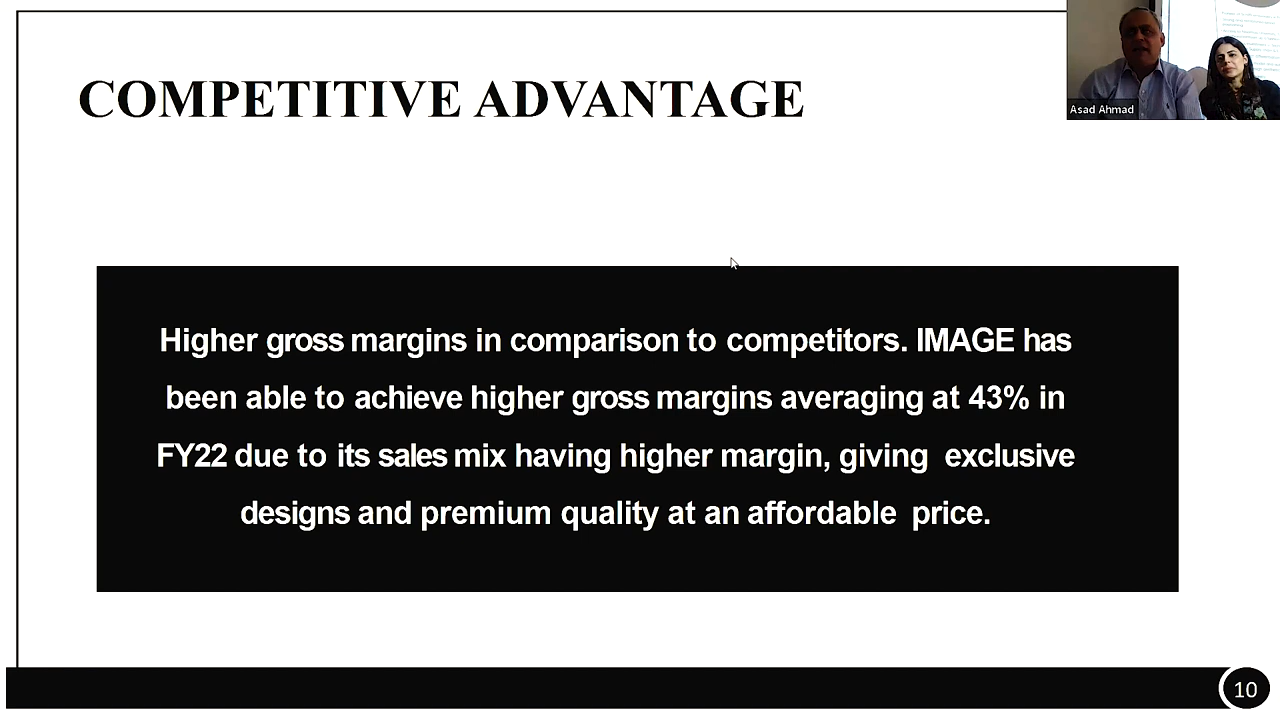 COMPETITIVE ADVANTAGE
Asad Ahmad
Higher gross margins in comparison to competitors. IMAGE has
been able to achieve higher gross margins averaging at 43% in
FY22 due to its sales mix having higher margin, giving exclusive
designs and premium quality at an affordable price.
10